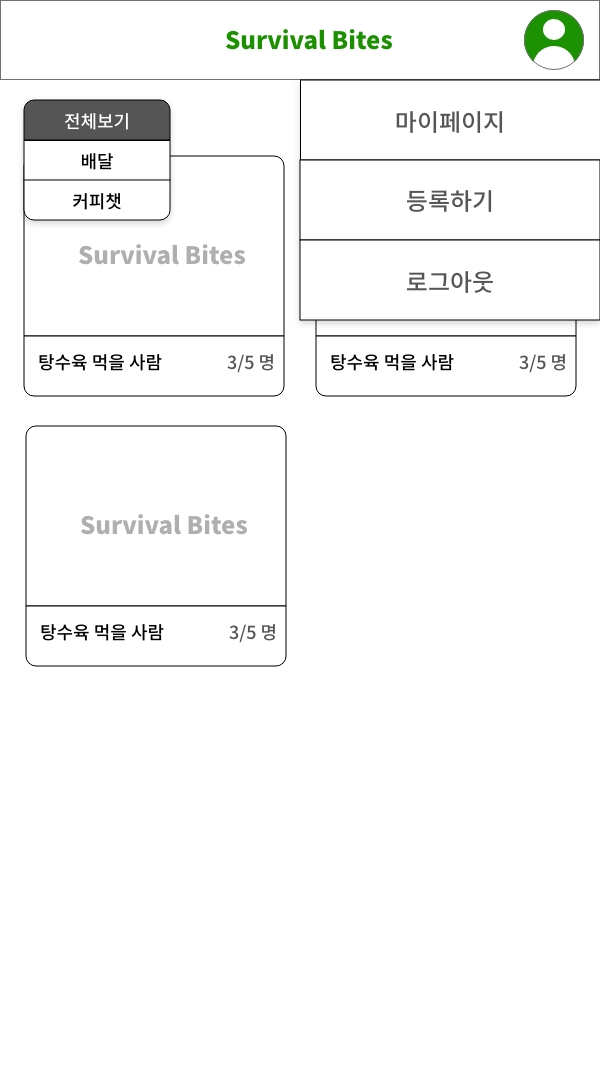 Survival Bites
마이페이지
등록하기
로그아웃
전체보기
배달
커피챗
Survival Bites
탕수육 먹을 사람 3/5 명
탕수육 먹을 사람 3/5 명
Survival Bites
탕수육 먹을 사람 3/5 명